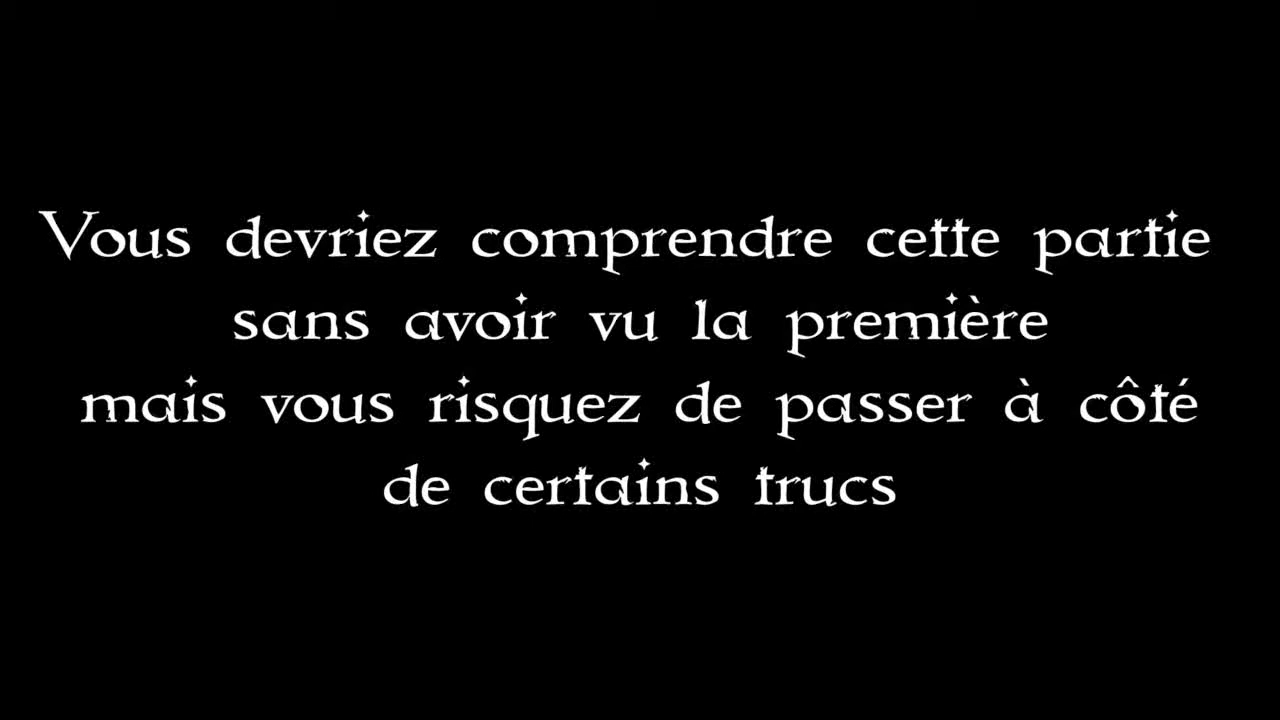 Vous devriez comprendre cette partie
sans avoir vu la première
mais vous risquez de passer à côté
de certains trucs